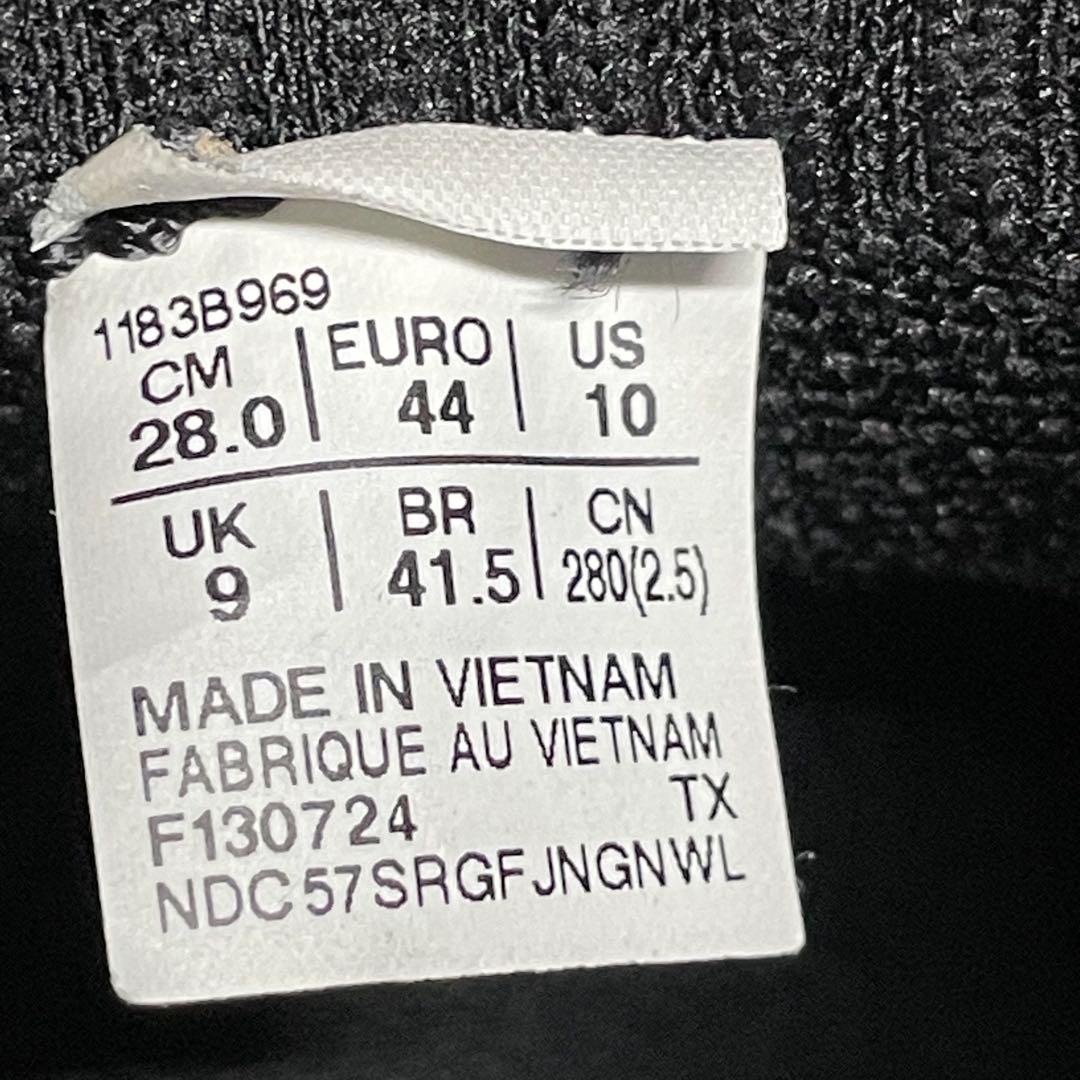 1183B969
CM EURO US
28.0 44 10
UK BR CN
9 41.5 280(2.5)
MADE IN VIETNAM
FABRIQUE AU VIETNAM
F130724 TX
NDC57SRGFJNGNWL